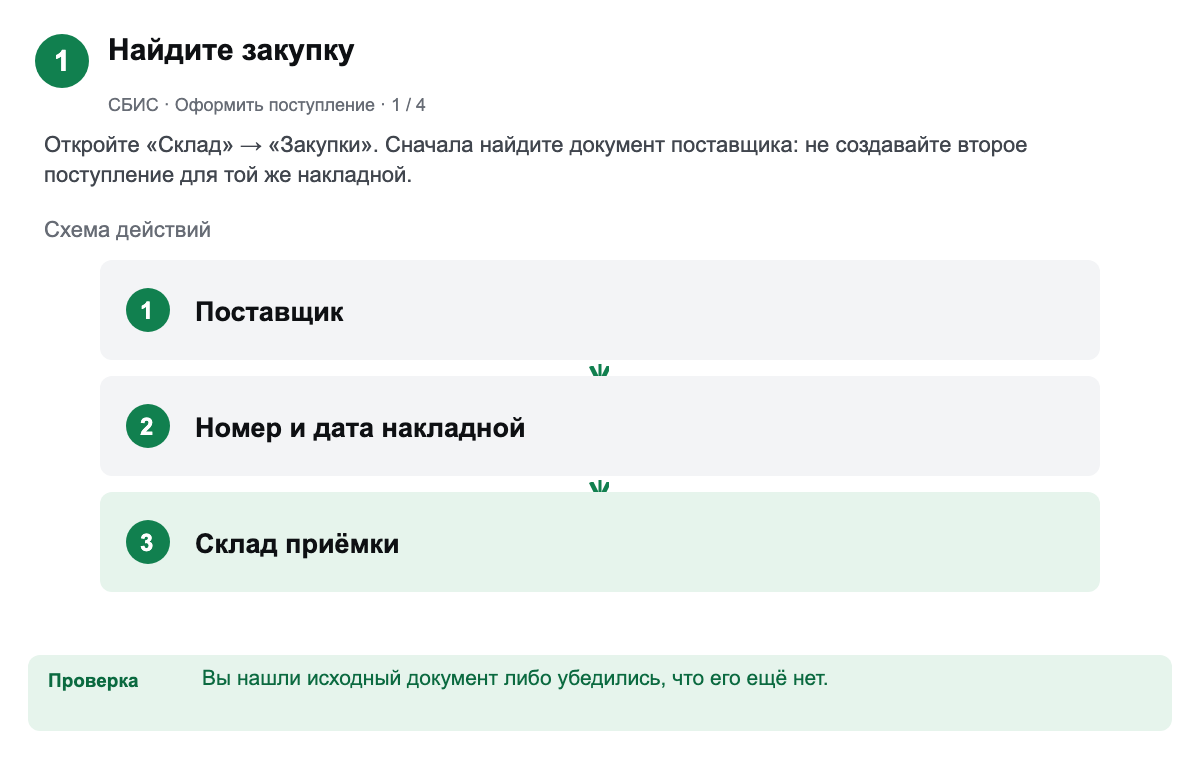 1
Найдите закупку
СБИС · Оформить поступление · 1 / 4
Откройте «Склад» → «Закупки». Сначала найдите документ поставщика: не создавайте второе
поступление для той же накладной.
Схема действий
1 Поставщик
2 Номер и дата накладной
3 Склад приёмки
Проверка Вы нашли исходный документ либо убедились, что его ещё нет.